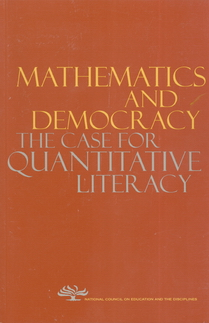 MATHEMATICS
AND
DEMOCRACY
THE CASE FOR
QUANTITATIVE
LITERACY
NATIONAL COUNCIL ON EDUCATION AND THE DISCIPLINES